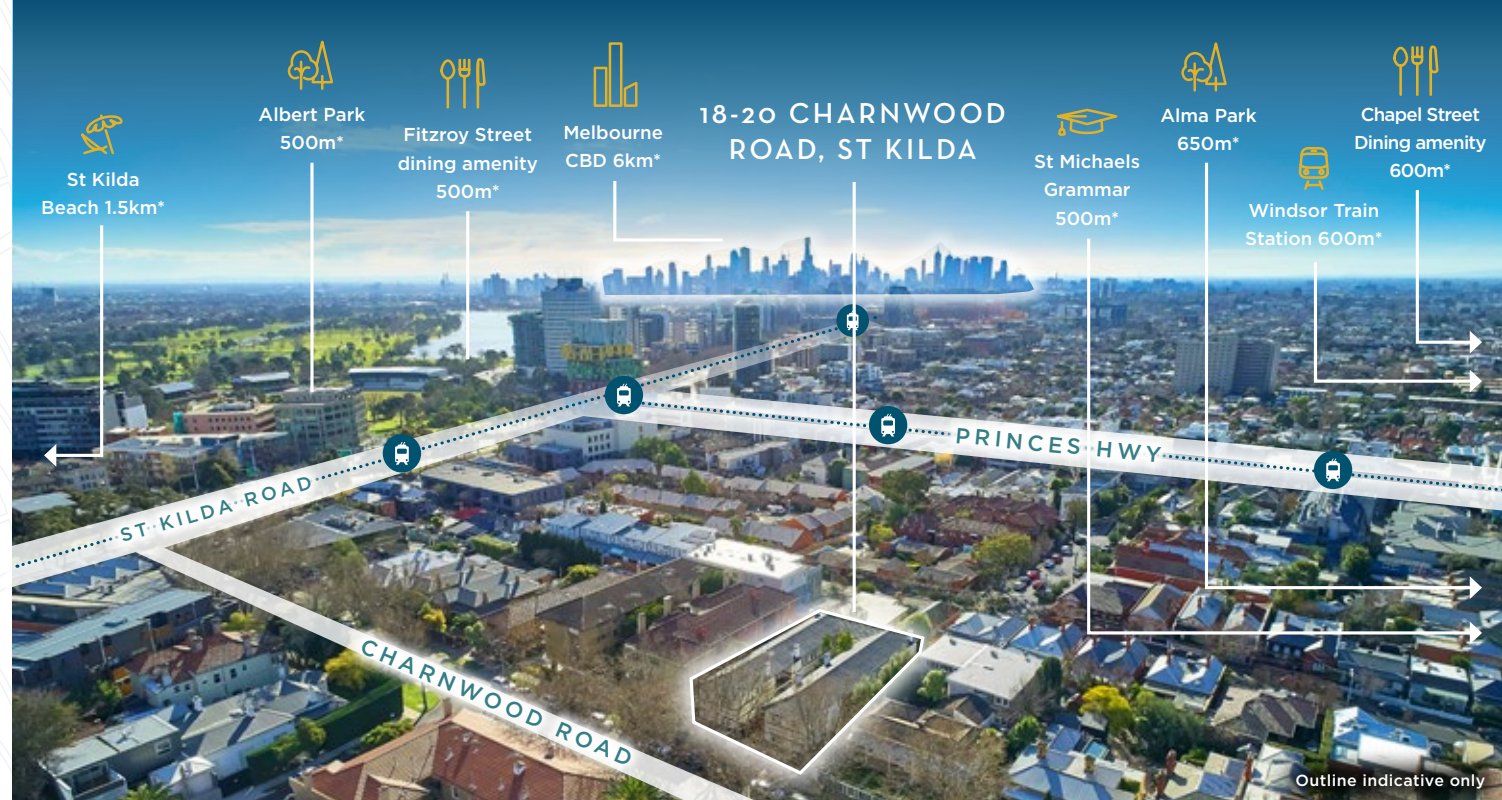 St Kilda
Beach 1.5km*
Albert Park
500m*
Fitzroy Street
dining amenity
500m*
Melbourne
CBD 6km*
18-20 CHARNWOOD
ROAD, ST KILDA
St Michaels
Grammar
500m*
Alma Park
650m*
Windsor Train
Station 600m*
Chapel Street
Dining amenity
600m*
PRINCES HWY
ST KILDA ROAD
CHARNWOOD ROAD
Outline indicative only